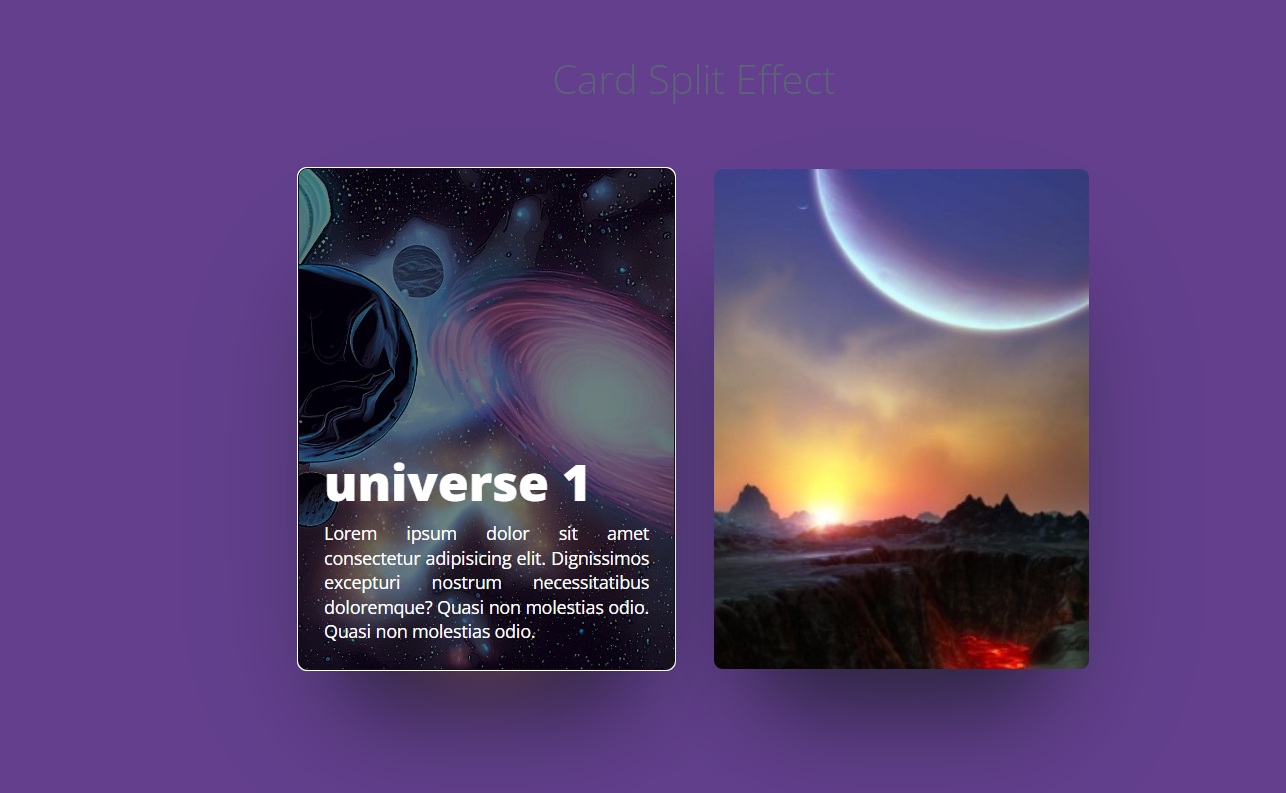 Card Split Effect
universe 1
Lorem ipsum dolor sit amet
consectetur adipisicing elit. Dignissimos
excepturi nostrum necessitatibus
doloremque? Quasi non molestias odio.
Quasi non molestias odio.